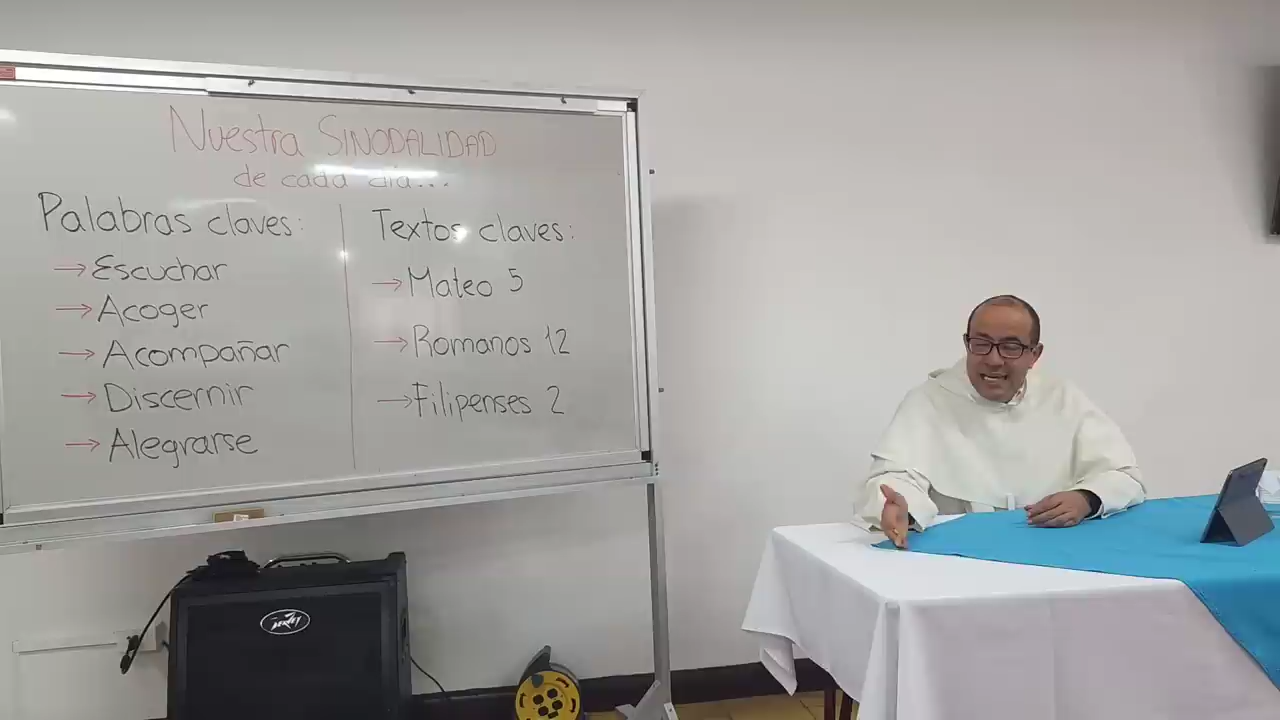 Nuestra SINODALIDAD
de cada día...
Palabras claves:
→Escuchar
→Acoger
→Acompañar
→Discernir
→Alegrarse
Textos claves:
→Mateo 5
→Romanos 12
→Filipenses 2